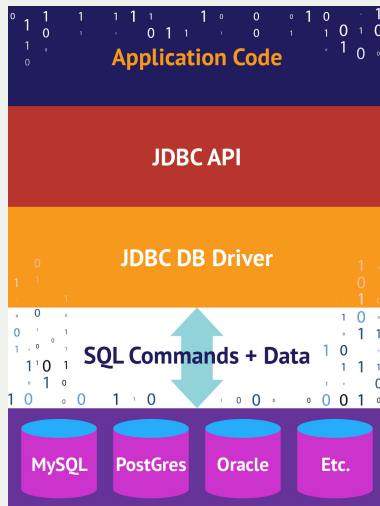 Application Code
JDBC API
JDBC DB Driver
SQL Commands + Data
MySQL PostGres Oracle Etc.